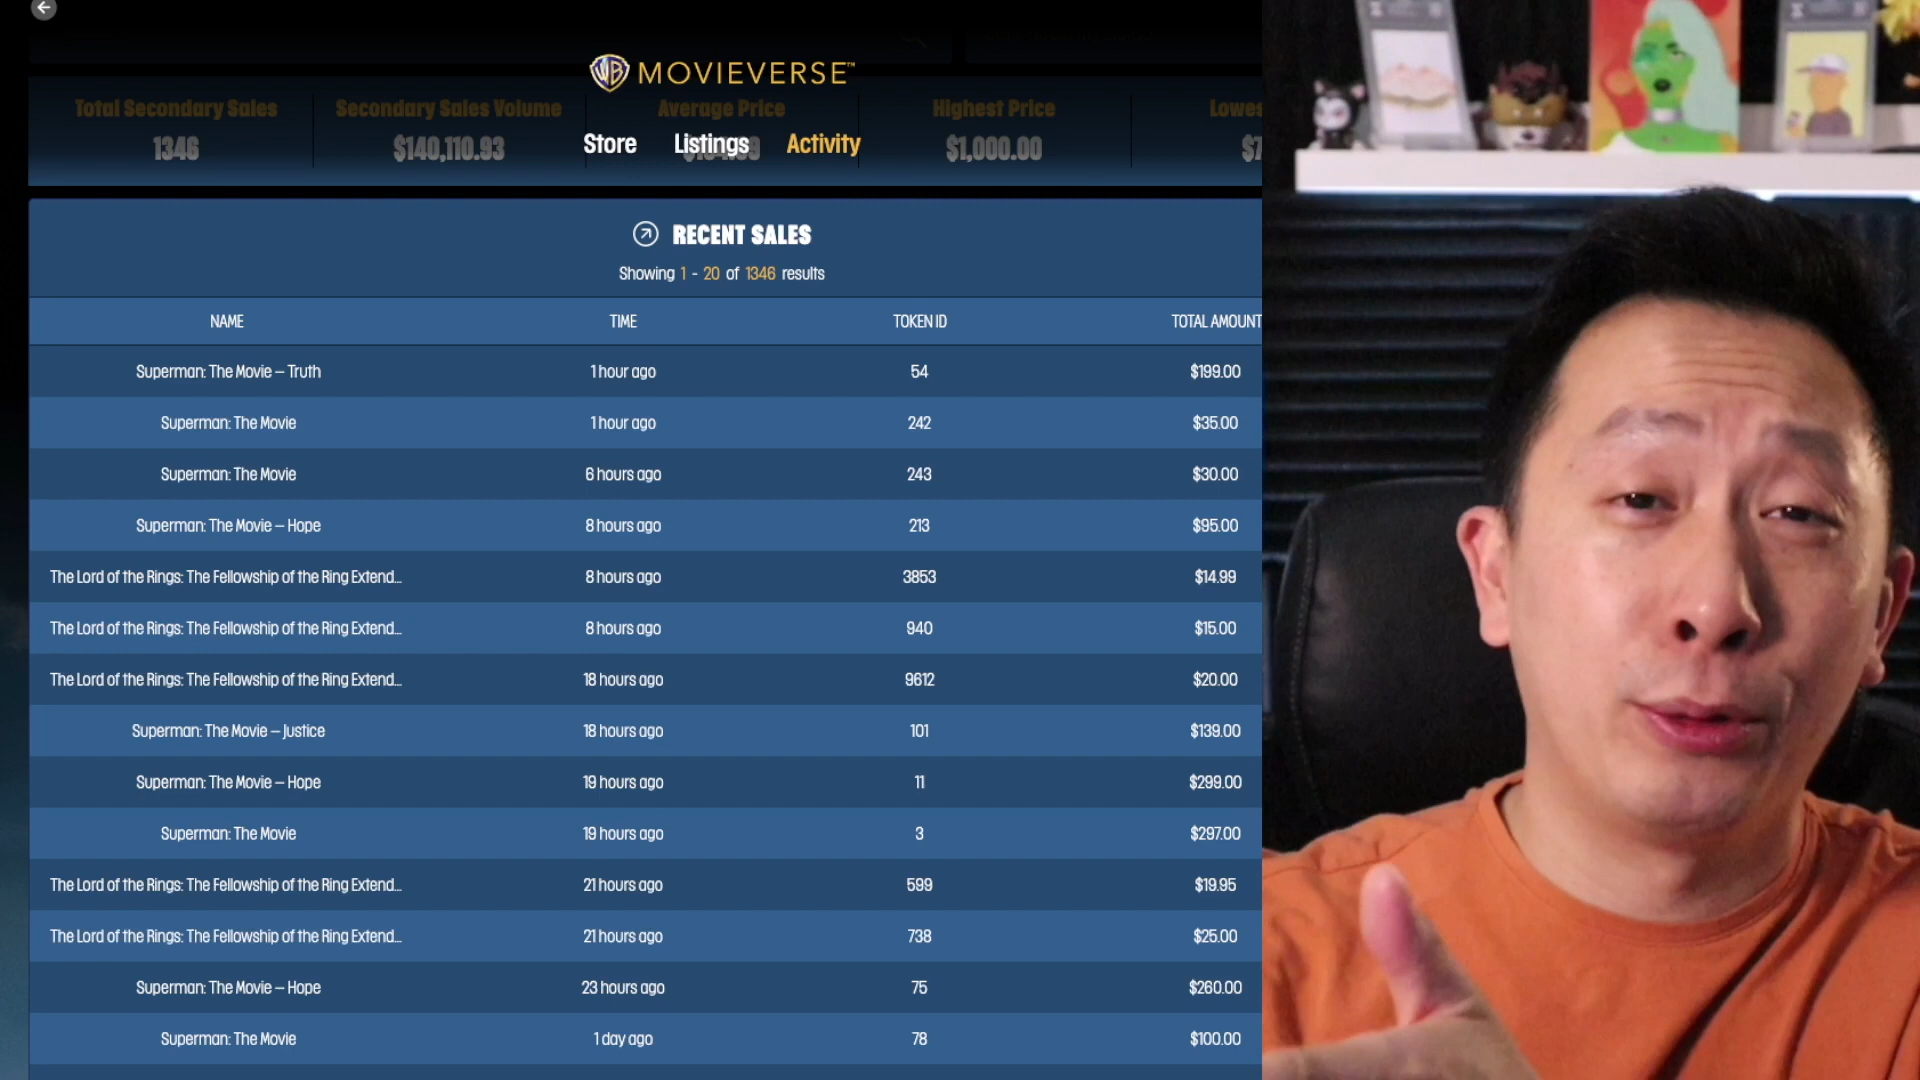 WB MOVIEVERSE™
Total Secondary Sales
Secondary Sales Volume
Average Price
Highest Price
1346
$140,110.93
$1,000.00
Store
Listings
Activity
RECENT SALES
Showing 1 - 20 of 1346 results
NAME TIME TOKEN ID TOTAL AMOUNT
Superman: The Movie – Truth 1 hour ago 54 $199.00
Superman: The Movie 1 hour ago 242 $35.00
Superman: The Movie 6 hours ago 243 $30.00
Superman: The Movie – Hope 8 hours ago 213 $95.00
The Lord of the Rings: The Fellowship of the Ring Extend... 8 hours ago 3853 $14.99
The Lord of the Rings: The Fellowship of the Ring Extend... 8 hours ago 940 $15.00
The Lord of the Rings: The Fellowship of the Ring Extend... 18 hours ago 9612 $20.00
Superman: The Movie – Justice 18 hours ago 101 $139.00
Superman: The Movie – Hope 19 hours ago 11 $299.00
Superman: The Movie 19 hours ago 3 $297.00
The Lord of the Rings: The Fellowship of the Ring Extend... 21 hours ago 599 $19.95
The Lord of the Rings: The Fellowship of the Ring Extend... 21 hours ago 738 $25.00
Superman: The Movie – Hope 23 hours ago 75 $260.00
Superman: The Movie 1 day ago 78 $100.00